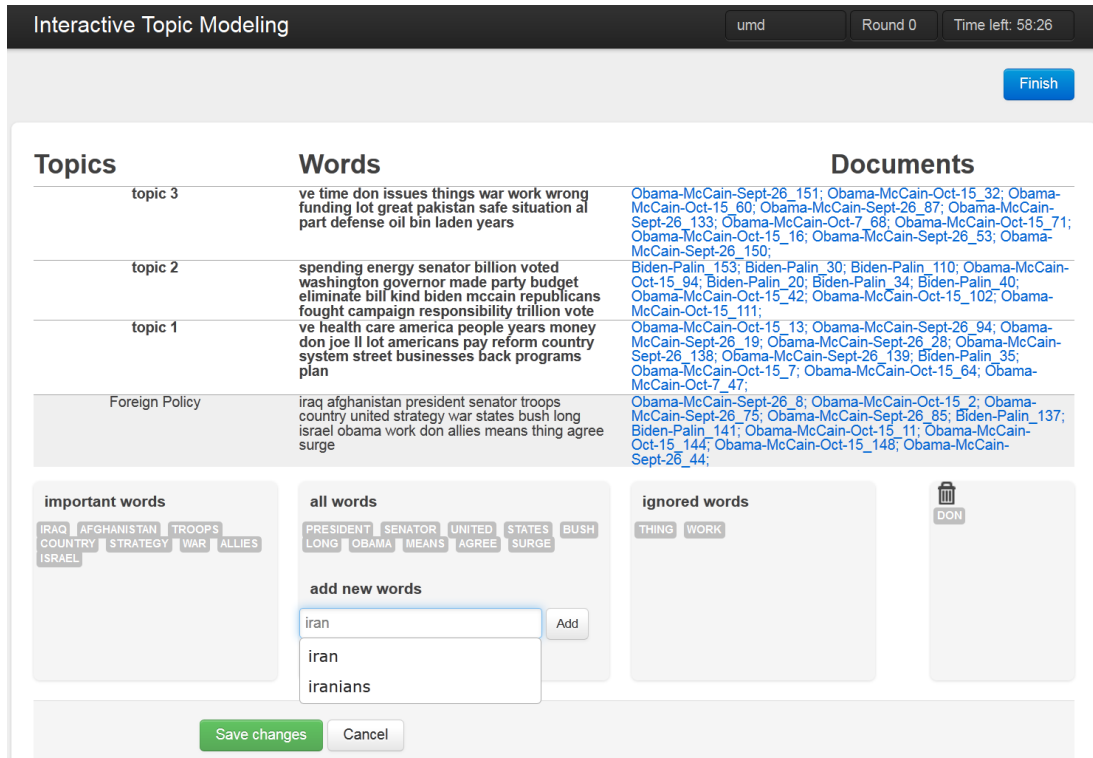 Interactive Topic Modeling
umd
Round 0
Time left: 58:26
Finish
Topics
Words
Documents
topic 3
ve time don issues things war work wrong
funding lot great pakistan safe situation al
part defense oil bin laden years
Obama-McCain-Sept-26_151; Obama-McCain-Oct-15_32; Obama-
McCain-Oct-15_60; Obama-McCain-Sept-26_87; Obama-McCain-
Sept-26_133; Obama-McCain-Oct-7_68; Obama-McCain-Oct-15_71;
Obama-McCain-Oct-15_16; Obama-McCain-Sept-26_53; Obama-
McCain-Sept-26_150;
topic 2
spending energy senator billion voted
washington governor made party budget
eliminate bill kind biden mccain republicans
fought campaign responsibility trillion vote
Biden-Palin_153; Biden-Palin_30; Biden-Palin_110; Obama-McCain-
Oct-15_94; Biden-Palin_20; Biden-Palin_34; Biden-Palin_40;
Obama-McCain-Oct-15_42; Obama-McCain-Oct-15_102; Obama-
McCain-Oct-15_111;
topic 1
ve health care america people years money
don joe ll lot americans pay reform country
system street businesses back programs
plan
Obama-McCain-Oct-15_13; Obama-McCain-Sept-26_94; Obama-
McCain-Sept-26_19; Obama-McCain-Sept-26_28; Obama-McCain-
Sept-26_138; Obama-McCain-Sept-26_139; Biden-Palin_35;
Obama-McCain-Oct-15_7; Obama-McCain-Oct-15_64; Obama-
McCain-Oct-7_47;
Foreign Policy
iraq afghanistan president senator troops
country united strategy war states bush long
israel obama work don allies means thing agree
surge
Obama-McCain-Sept-26_8; Obama-McCain-Oct-15_2; Obama-
McCain-Sept-26_75; Obama-McCain-Sept-26_85; Biden-Palin_137;
Biden-Palin_141; Obama-McCain-Oct-15_11; Obama-McCain-
Oct-15_144; Obama-McCain-Oct-15_148; Obama-McCain-
Sept-26_44;
important words
IRAQ AFGHANISTAN TROOPS
COUNTRY STRATEGY WAR ALLIES
ISRAEL
all words
PRESIDENT SENATOR UNITED STATES BUSH
LONG OBAMA MEANS AGREE SURGE
add new words
iran
Add
iran
iranians
ignored words
THING WORK
DON
Save changes
Cancel